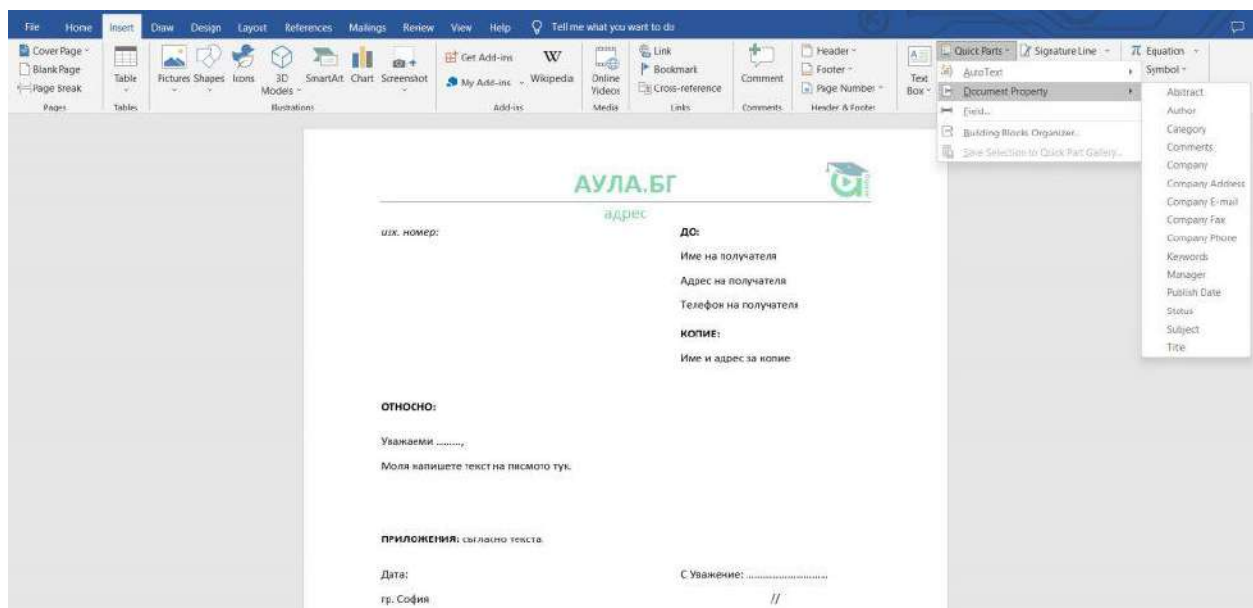 File Home Insert Draw Design Layout References Mailings Review View Help Tell me what you want to do
Cover Page
Blank Page
Page Break
Pages
Table
Tables
Pictures Shapes Icons 3D Models SmartArt Chart Screenshot
Illustrations
Get Add-ins
My Add-ins
Wikipedia
Add-ins
Online Videos
Media
Link
Bookmark
Cross-reference
Links
Comment
Comments
Header
Footer
Page Number
Header & Footer
Text Box
Quick Parts
Signature Line
Equation
Symbol
AutoText
Document Property
Field...
Building Blocks Organizer...
Save Selection to Quick Part Gallery...
Abstract
Author
Category
Comments
Company
Company Address
Company E-mail
Company Fax
Company Phone
Keywords
Manager
Publish Date
Status
Subject
Title
АУЛА.БГ
адрес
изх. номер:
ДО:
Име на получателя
Адрес на получателя
Телефон на получателя
КОПИЕ:
Име и адрес за копие
ОТНОСНО:
Уважаеми ........,
Моля напишете текст на писмото тук.
ПРИЛОЖЕНИЯ: съгласно текста.
Дата:
С Уважение: ............................
гр. София
//